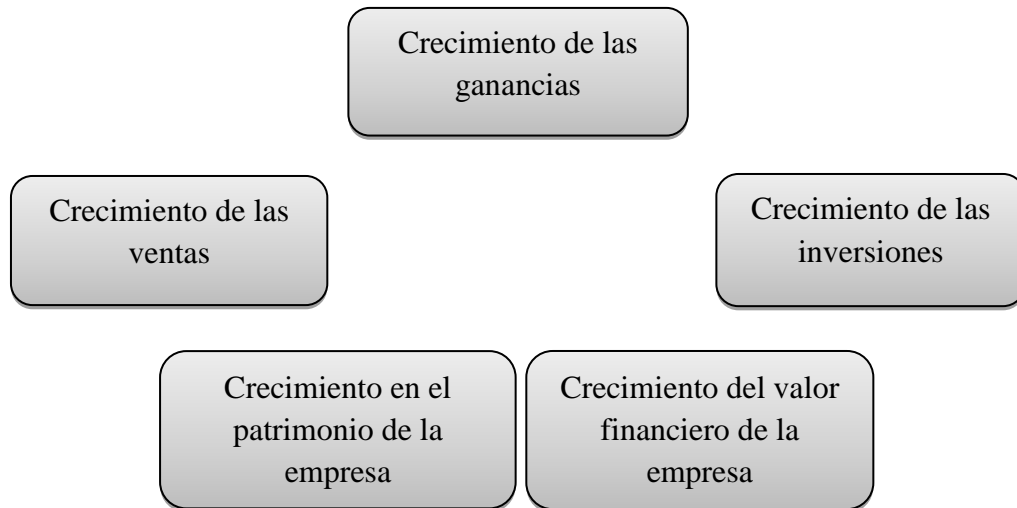 Crecimiento de las
ganancias
Crecimiento de las
ventas
Crecimiento de las
inversiones
Crecimiento en el
patrimonio de la
empresa
Crecimiento del valor
financiero de la
empresa